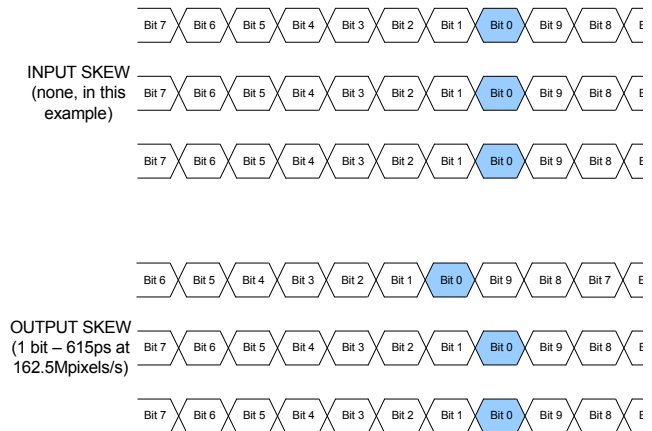 Bit 7 Bit 6 Bit 5 Bit 4 Bit 3 Bit 2 Bit 1 Bit 0 Bit 9 Bit 8
INPUT SKEW
(none, in this
example)
Bit 7 Bit 6 Bit 5 Bit 4 Bit 3 Bit 2 Bit 1 Bit 0 Bit 9 Bit 8
Bit 7 Bit 6 Bit 5 Bit 4 Bit 3 Bit 2 Bit 1 Bit 0 Bit 9 Bit 8
Bit 6 Bit 5 Bit 4 Bit 3 Bit 2 Bit 1 Bit 0 Bit 9 Bit 8 Bit 7
OUTPUT SKEW
(1 bit – 615ps at
162.5Mpixels/s)
Bit 7 Bit 6 Bit 5 Bit 4 Bit 3 Bit 2 Bit 1 Bit 0 Bit 9 Bit 8
Bit 7 Bit 6 Bit 5 Bit 4 Bit 3 Bit 2 Bit 1 Bit 0 Bit 9 Bit 8